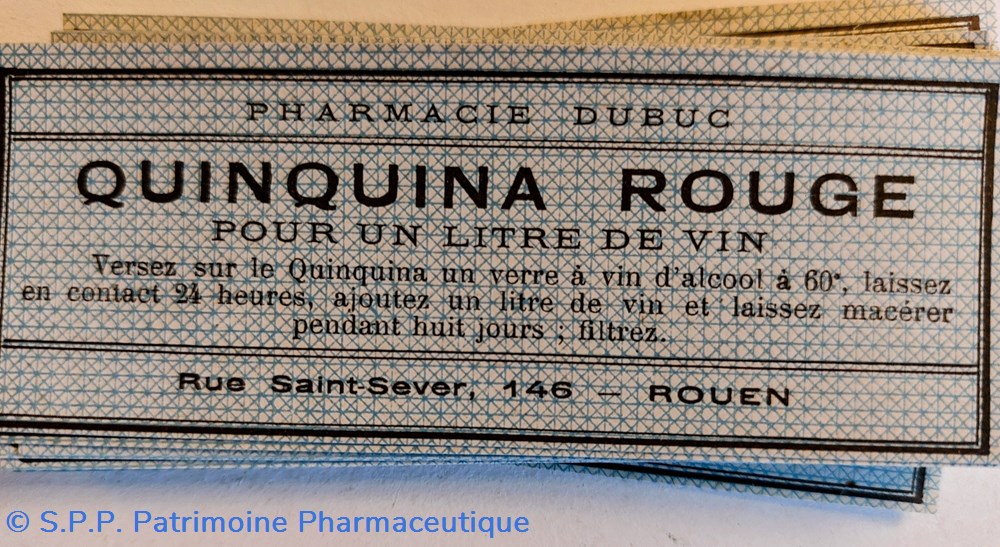 PHARMACIE DUBUC
QUINQUINA ROUGE
POUR UN LITRE DE VIN
Versez sur le Quinquina un verre à vin d'alcool à 60°, laissez
en contact 24 heures, ajoutez un litre de vin et laissez macérer
pendant huit jours ; filtrez.
Rue Saint-Sever, 146 — ROUEN
© S.P.P. Patrimoine Pharmaceutique